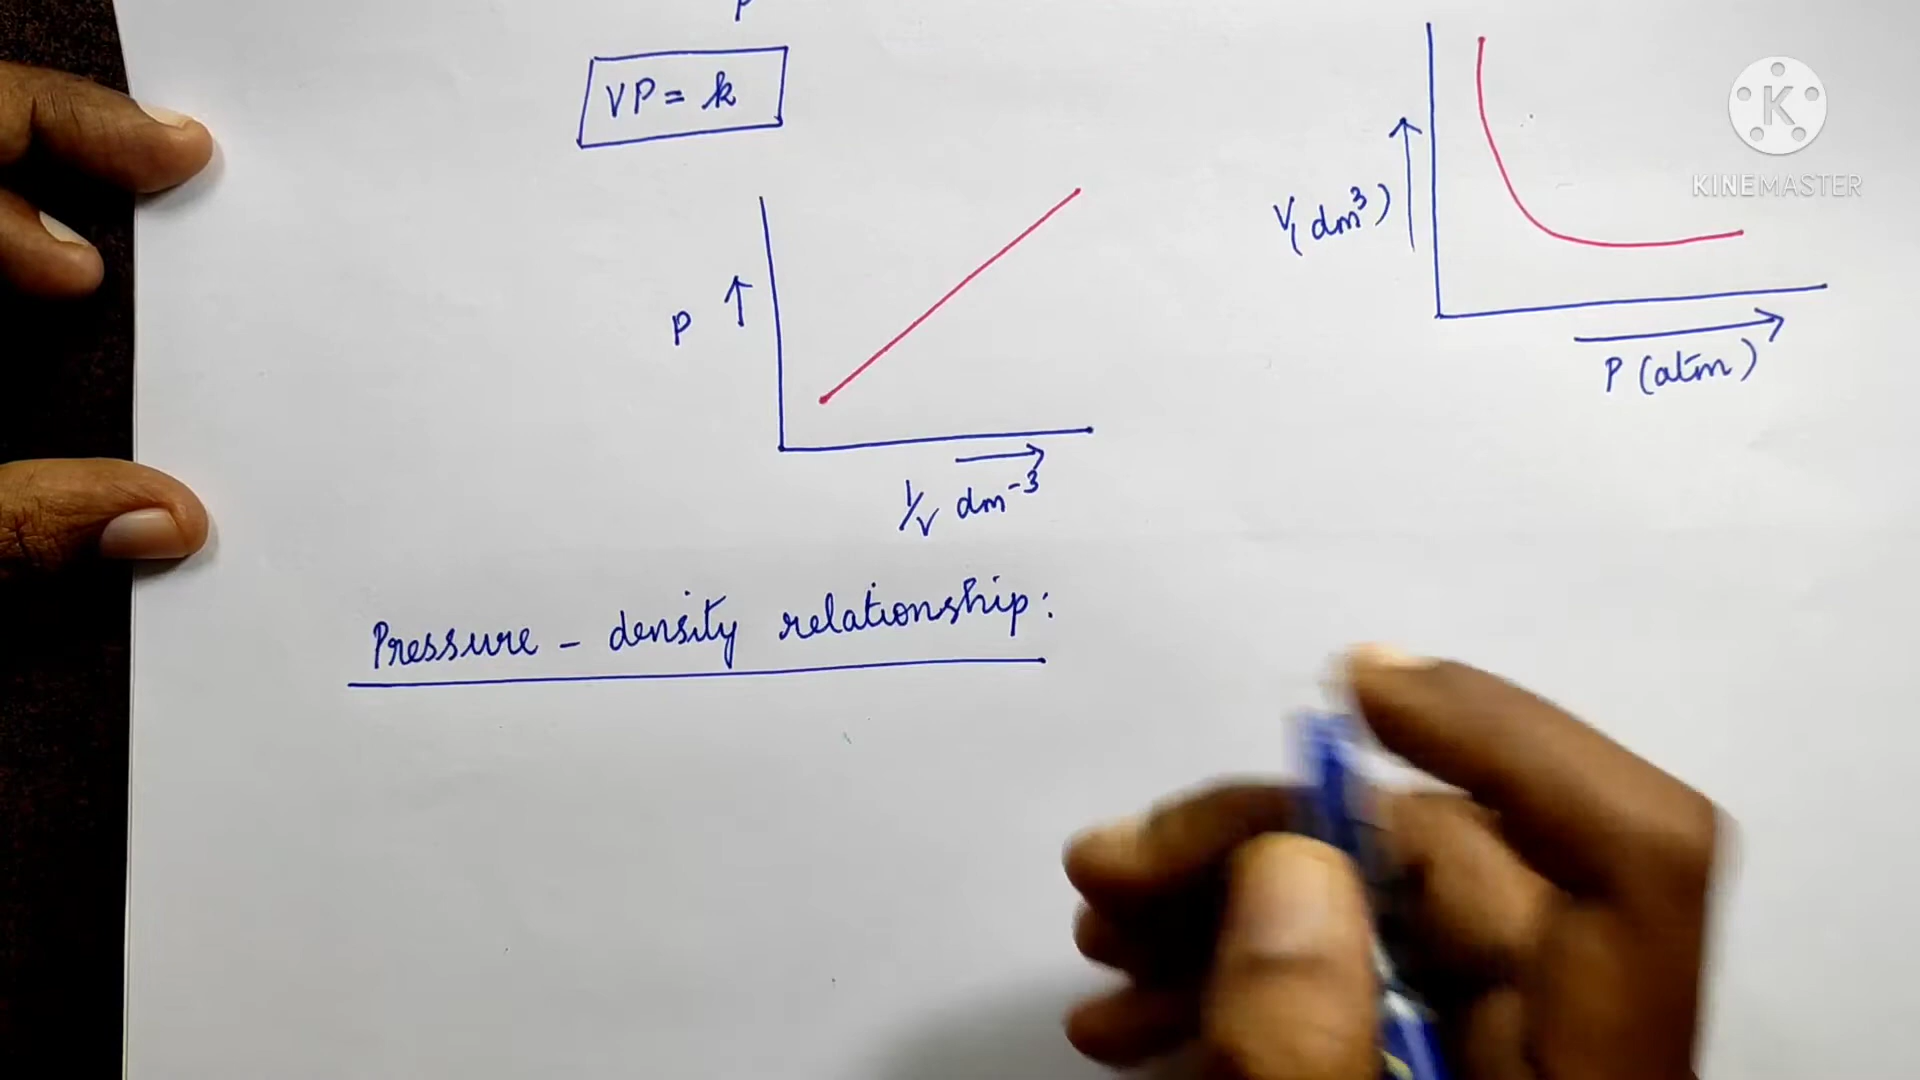 P
VP = k
P
1/V dm⁻³
V (dm³)
P (atm)
K
KINEMASTER
Pressure - density relationship: